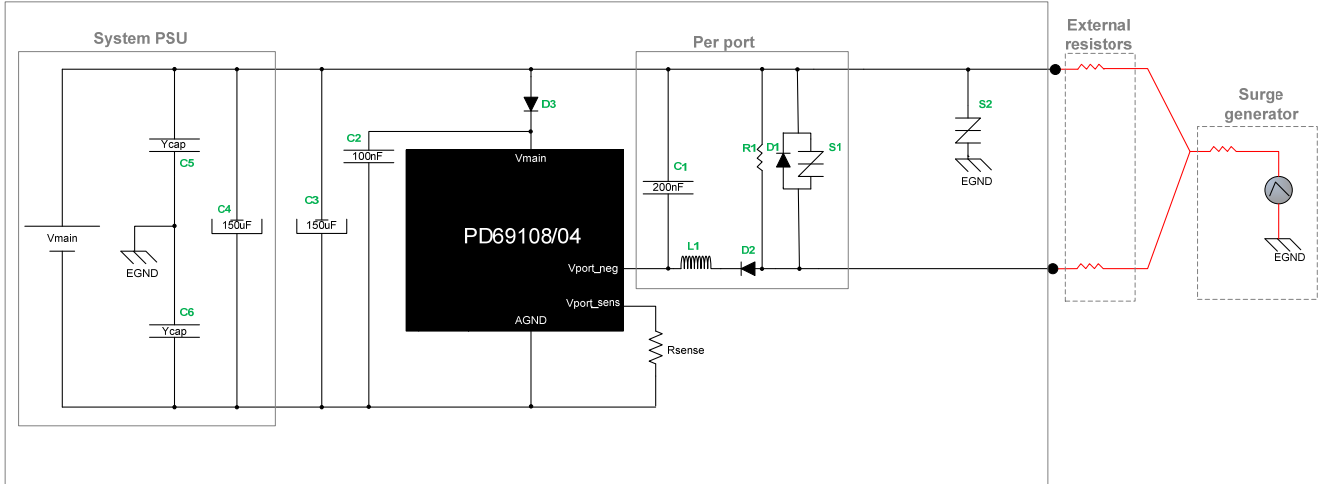 System PSU
Per port
External
resistors
Surge
generator
Ycap
C5
C4
150uF
C3
150uF
C2
100nF
D3
Vmain
PD69108/04
Vport_neg
Vport_sens
AGND
Rsense
C1
200nF
L1
D2
R1
D1
S1
S2
EGND
EGND
Vmain
EGND
C6
Ycap